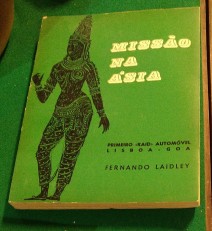 MISSÃO
NA
ÁSIA
PRIMEIRO «RAID» AUTOMÓVEL
LISBOA - GOA
FERNANDO LAIDLEY